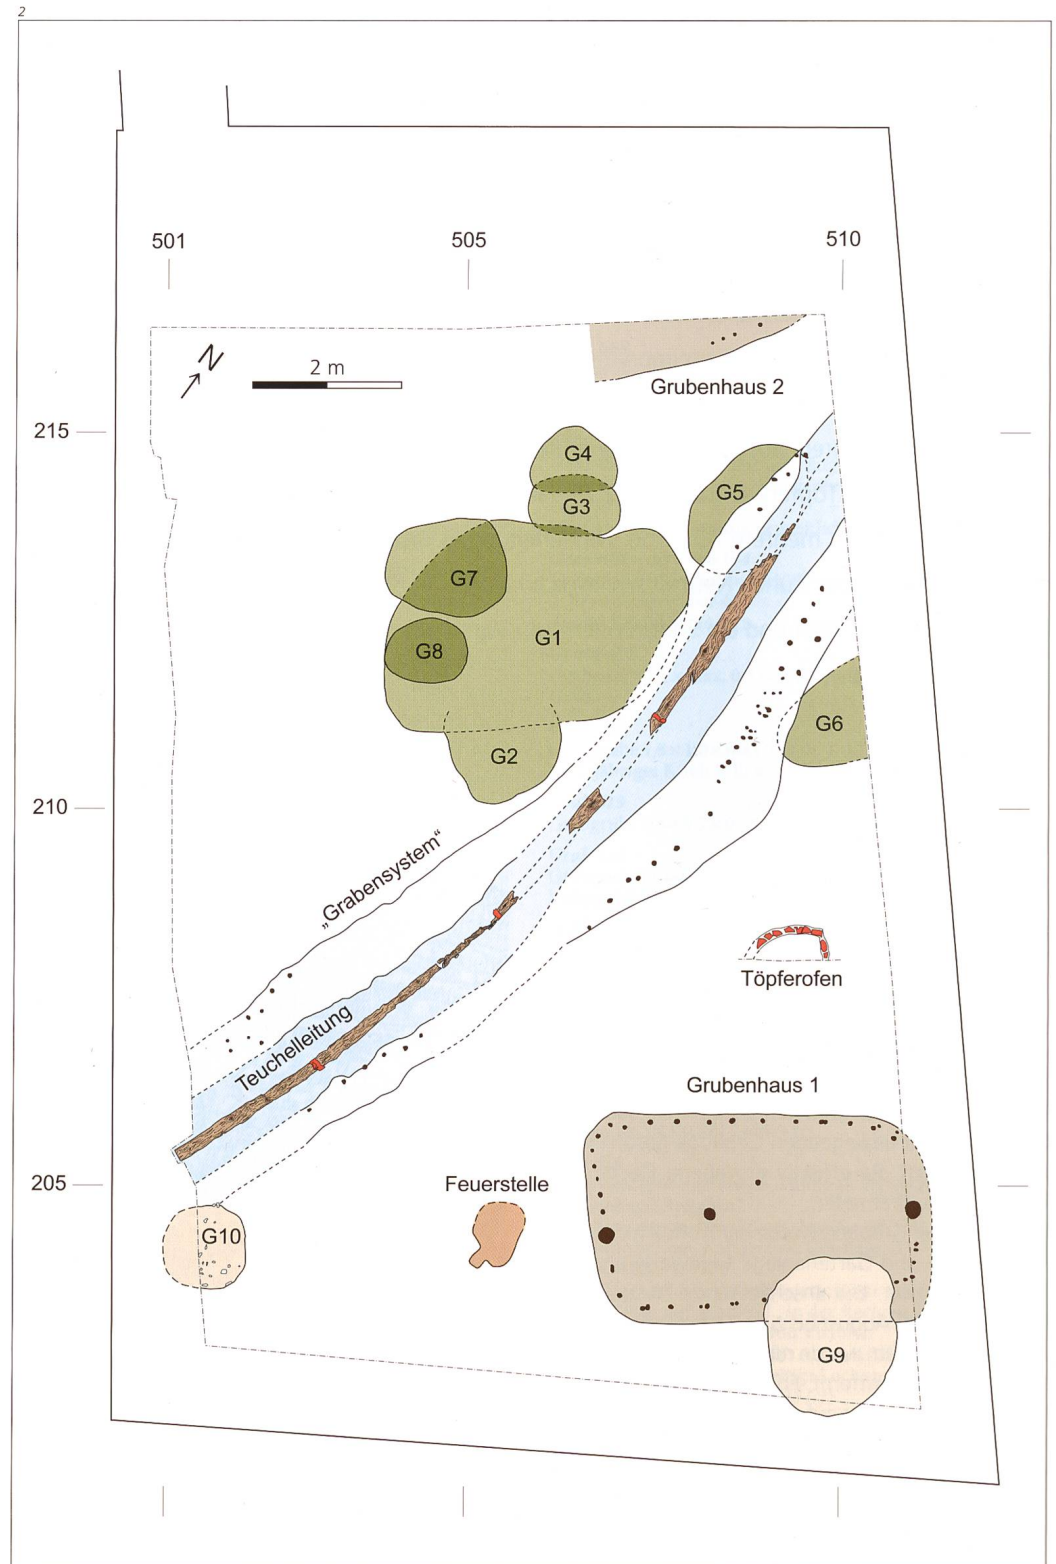 2
501
505
510
N
2 m
Grubenhaus 2
215
G4
G3
G5
G7
G1
G8
G6
G2
210
„Grabensystem“
Töpferofen
Teuchelleitung
Grubenhaus 1
205
Feuerstelle
G10
G9